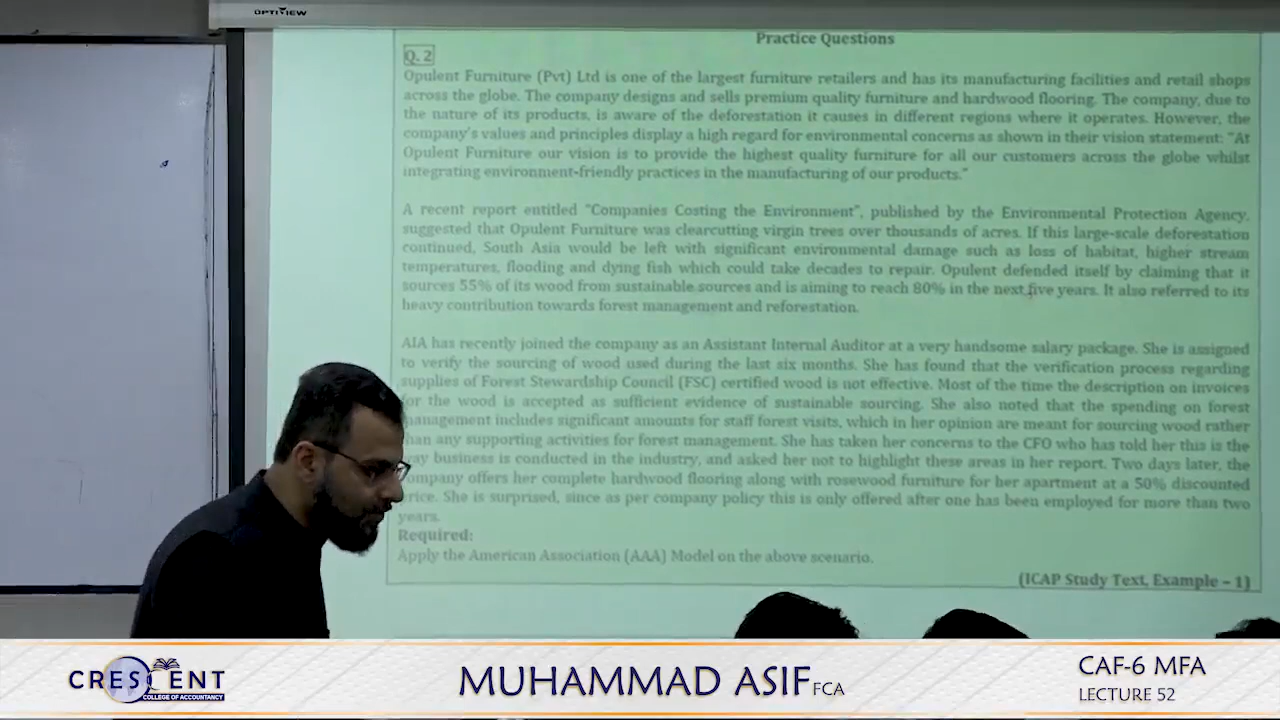 OPTIVIEW
Practice Questions
Q. 2
Opulent Furniture (Pvt) Ltd is one of the largest furniture retailers and has its manufacturing facilities and retail shops
across the globe. The company designs and sells premium quality furniture and hardwood flooring. The company, due to
the nature of its products, is aware of the deforestation it causes in different regions where it operates. However, the
company's values and principles display a high regard for environmental concerns as shown in their vision statement: "At
Opulent Furniture our vision is to provide the highest quality furniture for all our customers across the globe whilst
integrating environment-friendly practices in the manufacturing of our products."
A recent report entitled "Companies Costing the Environment", published by the Environmental Protection Agency,
suggested that Opulent Furniture was clearcutting virgin trees over thousands of acres. If this large-scale deforestation
continued, South Asia would be left with significant environmental damage such as loss of habitat, higher stream
temperatures, flooding and dying fish which could take decades to repair. Opulent defended itself by claiming that it
sources 55% of its wood from sustainable sources and is aiming to reach 80% in the next five years. It also referred to its
heavy contribution towards forest management and reforestation.
AIA has recently joined the company as an Assistant Internal Auditor at a very handsome salary package. She is assigned
to verify the sourcing of wood used during the last six months. She has found that the verification process regarding
supplies of Forest Stewardship Council (FSC) certified wood is not effective. Most of the time the description on invoices
for the wood is accepted as sufficient evidence of sustainable sourcing. She also noted that the spending on forest
management includes significant amounts for staff forest visits, which in her opinion are meant for sourcing wood rather
than any supporting activities for forest management. She has taken her concerns to the CFO who has told her this is the
way business is conducted in the industry, and asked her not to highlight these areas in her report. Two days later, the
company offers her complete hardwood flooring along with rosewood furniture for her apartment at a 50% discounted
price. She is surprised, since as per company policy this is only offered after one has been employed for more than two
years.
Required:
Apply the American Association (AAA) Model on the above scenario.
(ICAP Study Text, Example – 1)
CRESCENT
COLLEGE OF ACCOUNTANCY
MUHAMMAD ASIF FCA
CAF-6 MFA
LECTURE 52